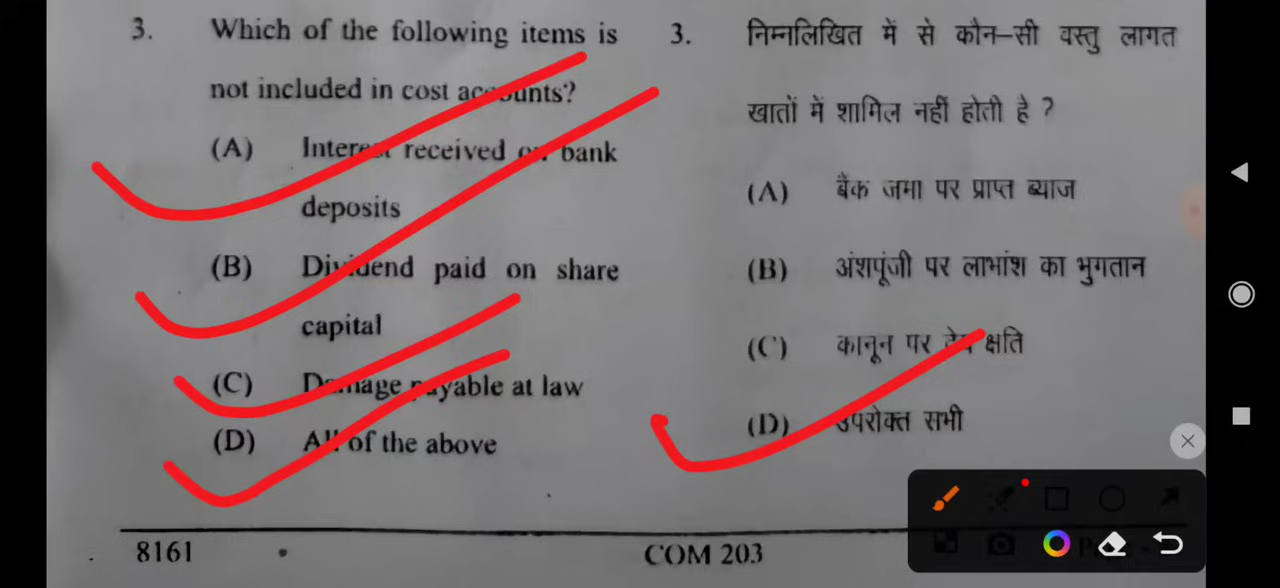 3. Which of the following items is
not included in cost accounts?
(A) Interest received on bank
deposits
(B) Dividend paid on share
capital
(C) Damage payable at law
(D) All of the above
3. निम्नलिखित में से कौन-सी वस्तु लागत
खातों में शामिल नहीं होती है ?
(A) बैंक जमा पर प्राप्त ब्याज
(B) अंशपूंजी पर लाभांश का भुगतान
(C) कानून पर देय क्षति
(D) उपरोक्त सभी
8161 COM 203